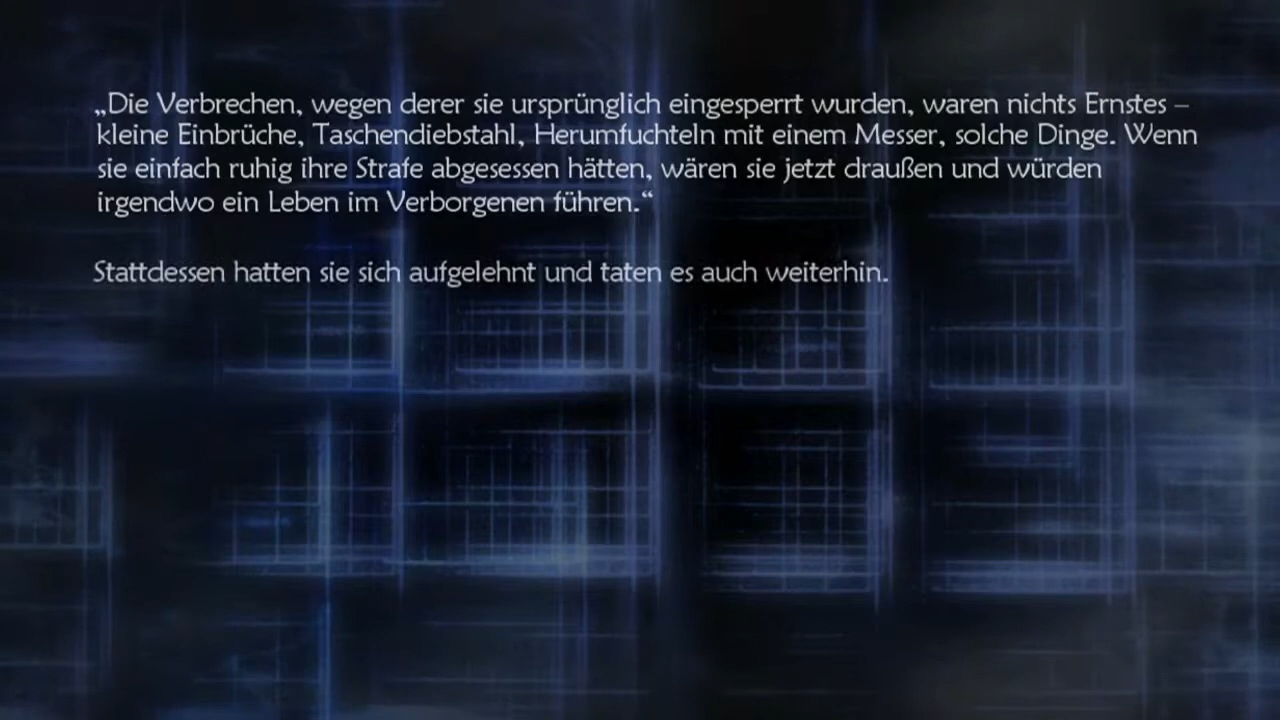 „Die Verbrechen, wegen derer sie ursprünglich eingesperrt wurden, waren nichts Ernstes –
kleine Einbrüche, Taschendiebstahl, Herumfuchteln mit einem Messer, solche Dinge. Wenn
sie einfach ruhig ihre Strafe abgesessen hätten, wären sie jetzt draußen und würden
irgendwo ein Leben im Verborgenen führen.“
Stattdessen hatten sie sich aufgelehnt und taten es auch weiterhin.